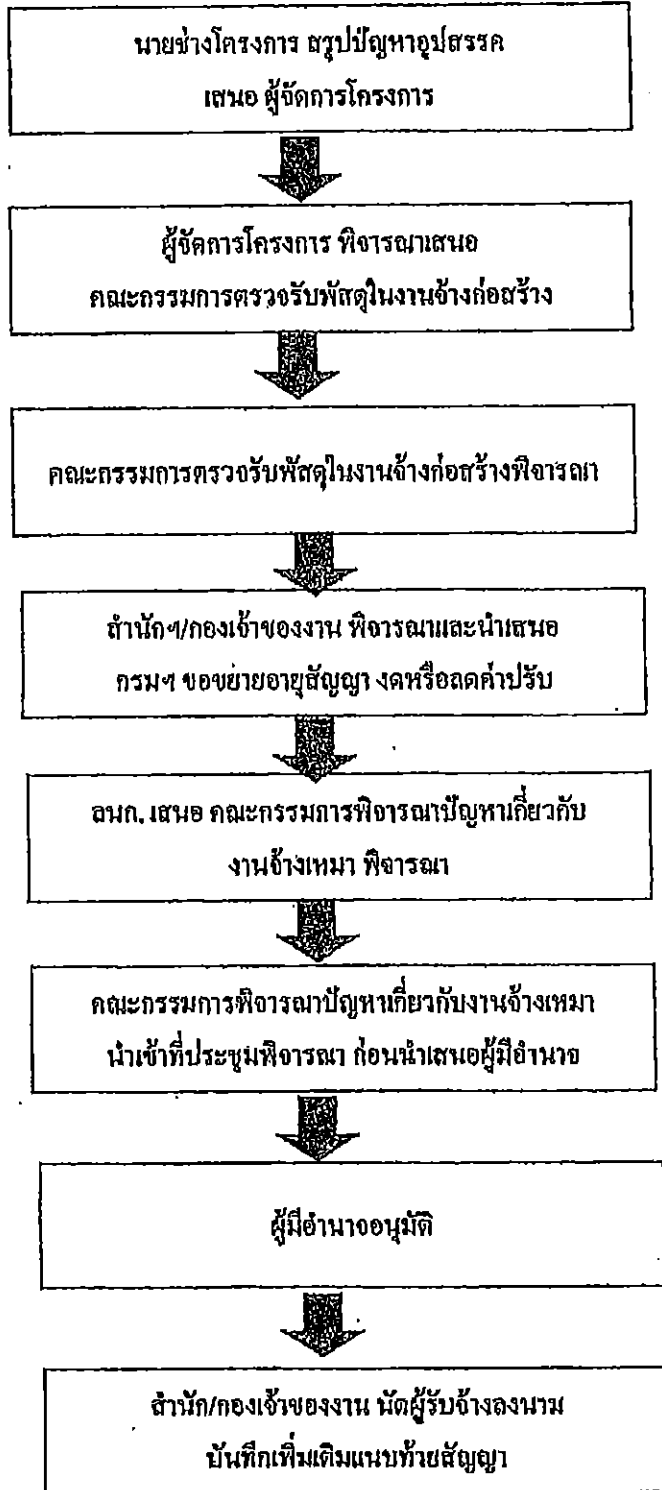 นายช่างโครงการ สรุปปัญหาอุปสรรค
เสนอ ผู้จัดการโครงการ
ผู้จัดการโครงการ พิจารณาเสนอ
คณะกรรมการตรวจรับพัสดุในงานจ้างก่อสร้าง
คณะกรรมการตรวจรับพัสดุในงานจ้างก่อสร้างพิจารณา
สำนักฯ/กองเจ้าของงาน พิจารณาและนำเสนอ
กรมฯ ขอขยายอายุสัญญา งดหรือลดค่าปรับ
ลนก. เสนอ คณะกรรมการพิจารณาปัญหาเกี่ยวกับ
งานจ้างเหมา พิจารณา
คณะกรรมการพิจารณาปัญหาเกี่ยวกับงานจ้างเหมา
นำเข้าที่ประชุมพิจารณา ก่อนนำเสนอผู้มีอำนาจ
ผู้มีอำนาจอนุมัติ
สำนัก/กองเจ้าของงาน นัดผู้รับจ้างลงนาม
บันทึกเพิ่มเติมแนบท้ายสัญญา